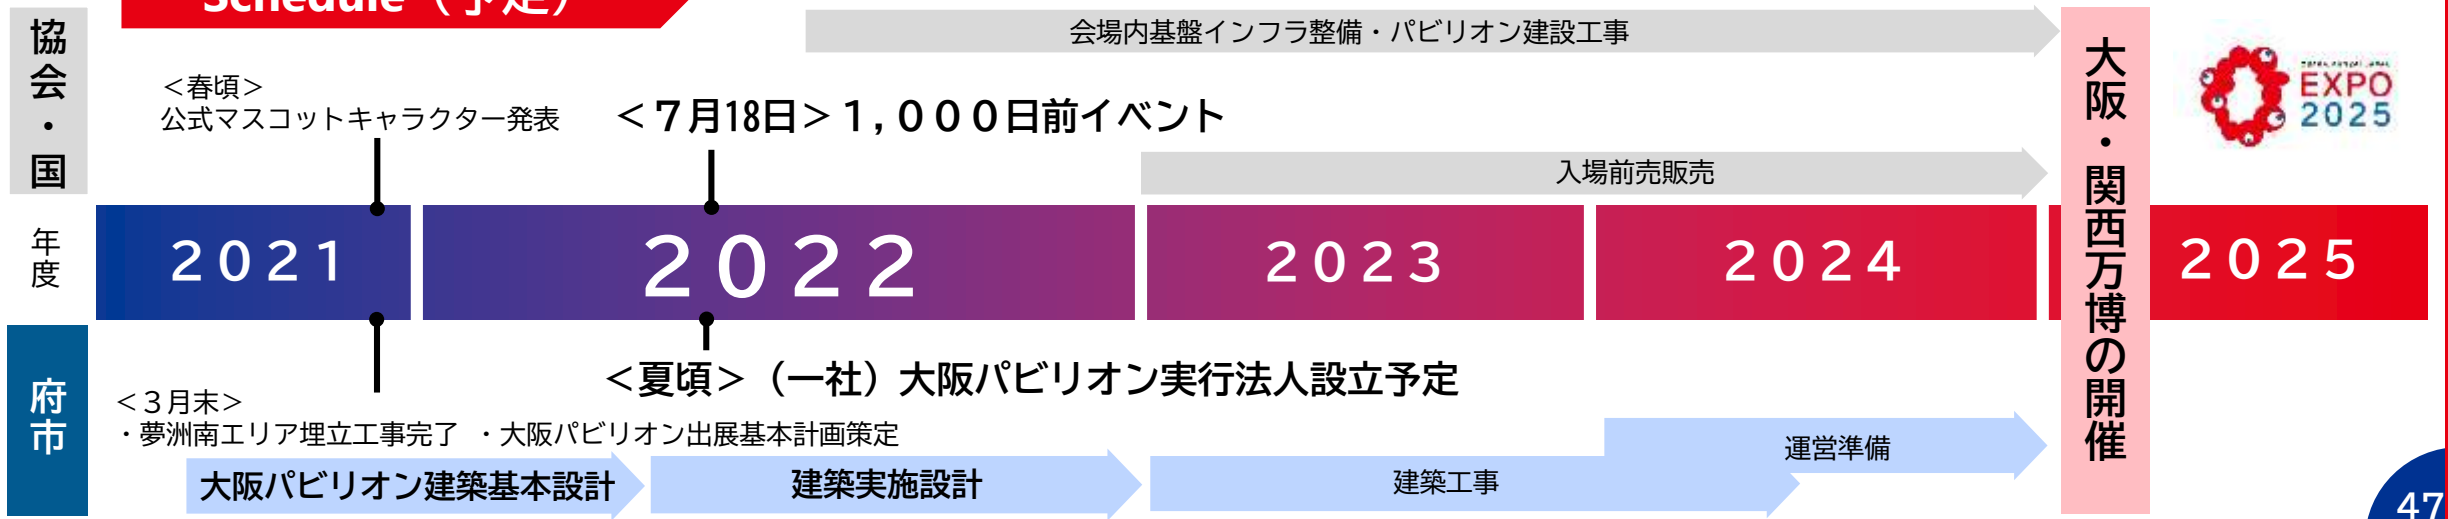 Schedule（予定）
協会・国
会場内基盤インフラ整備・パビリオン建設工事
＜春頃＞
公式マスコットキャラクター発表
＜７月18日＞１,０００日前イベント
入場前売販売
大阪・関西万博の開催
EXPO
2025
年度
２０２１
２０２２
２０２３
２０２４
２０２５
府市
＜夏頃＞（一社）大阪パビリオン実行法人設立予定
＜３月末＞
・夢洲南エリア埋立工事完了 ・大阪パビリオン出展基本計画策定
大阪パビリオン建築基本設計
建築実施設計
建築工事
運営準備
47